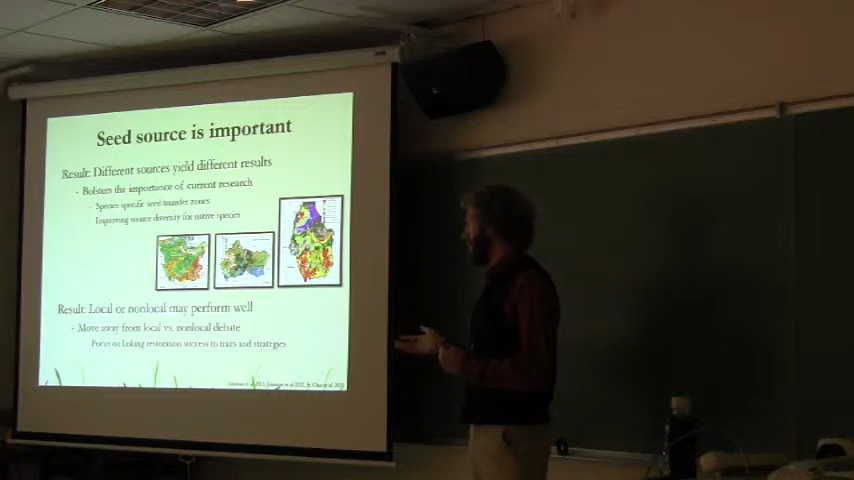 Seed source is important
Result: Different sources yield different results
- Bolsters the importance of current research
- Species specific seed transfer zones
- Improving source diversity for native species
Result: Local or nonlocal may perform well
- Move away from local vs. nonlocal debate
Focus on linking restoration success to traits and strategies